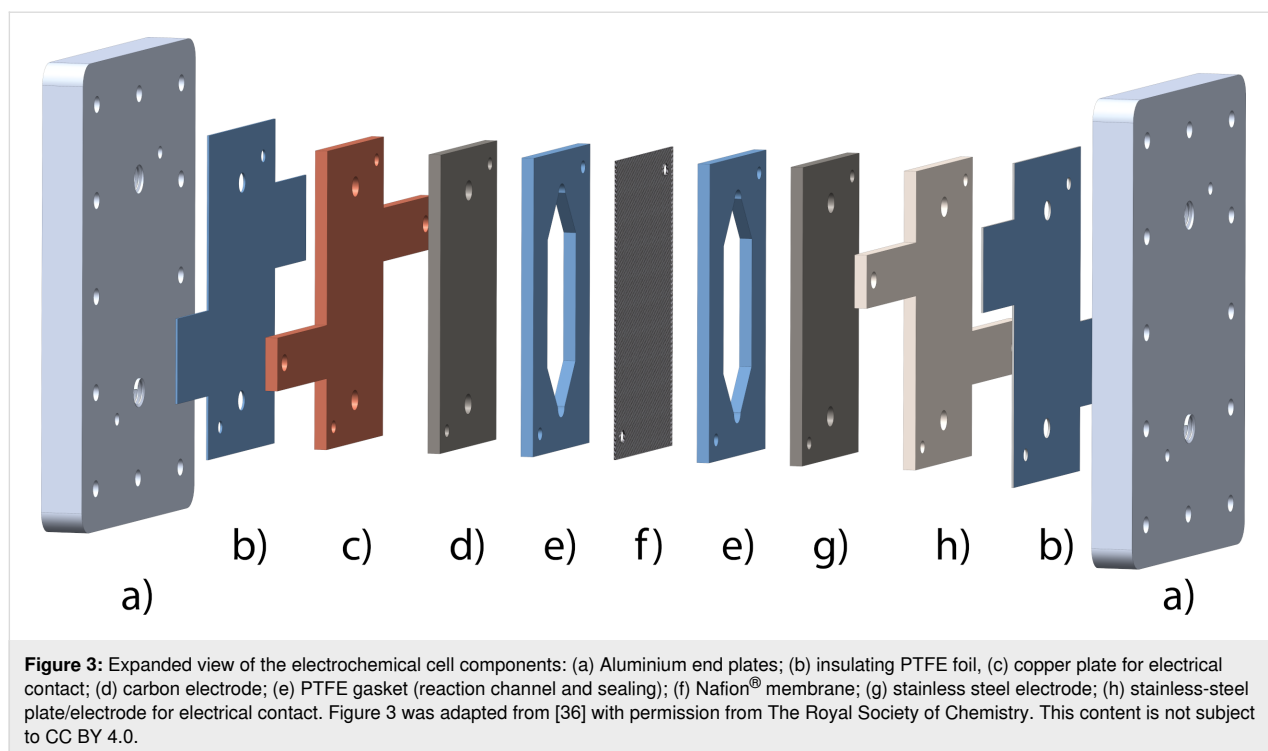 b) c) d) e) f) e) g) h) b)
a) a)
Figure 3: Expanded view of the electrochemical cell components: (a) Aluminium end plates; (b) insulating PTFE foil, (c) copper plate for electrical
contact; (d) carbon electrode; (e) PTFE gasket (reaction channel and sealing); (f) Nafion® membrane; (g) stainless steel electrode; (h) stainless-steel
plate/electrode for electrical contact. Figure 3 was adapted from [36] with permission from The Royal Society of Chemistry. This content is not subject
to CC BY 4.0.